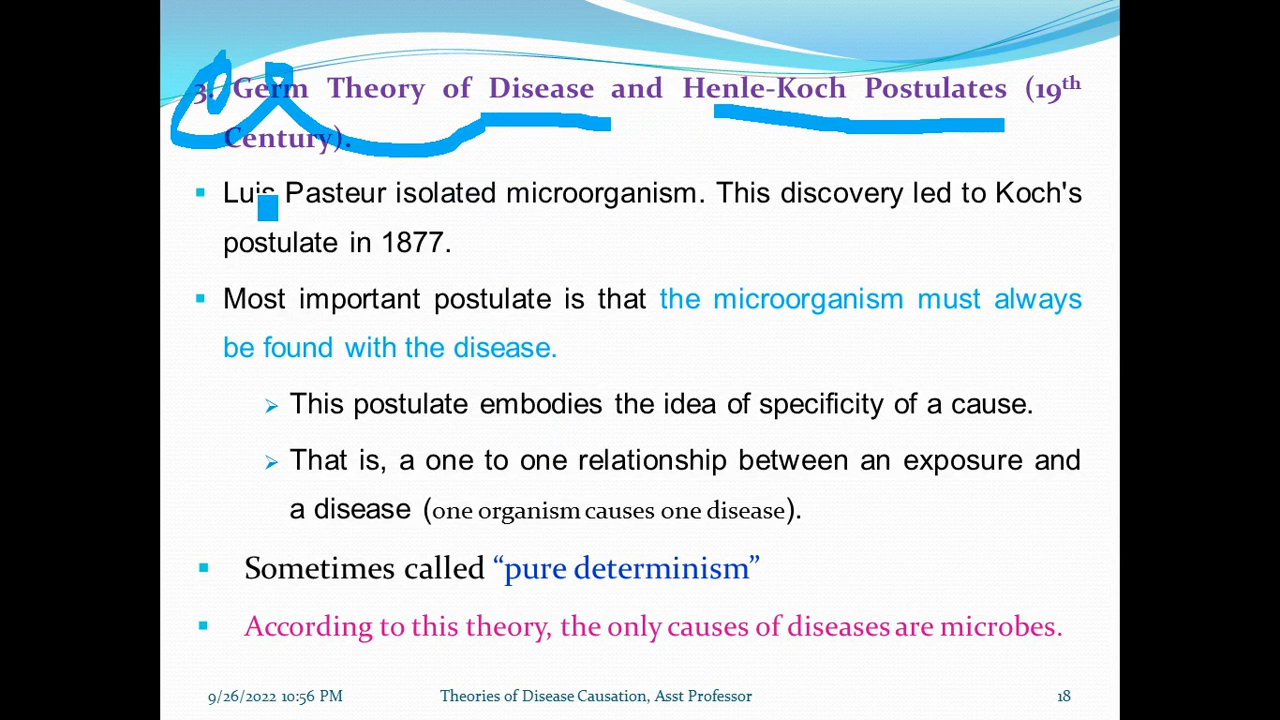 3. Germ Theory of Disease and Henle-Koch Postulates (19th
Century).
▪ Luis Pasteur isolated microorganism. This discovery led to Koch's
postulate in 1877.
▪ Most important postulate is that the microorganism must always
be found with the disease.
➢ This postulate embodies the idea of specificity of a cause.
➢ That is, a one to one relationship between an exposure and
a disease (one organism causes one disease).
▪ Sometimes called “pure determinism”
▪ According to this theory, the only causes of diseases are microbes.
9/26/2022 10:56 PM Theories of Disease Causation, Asst Professor 18